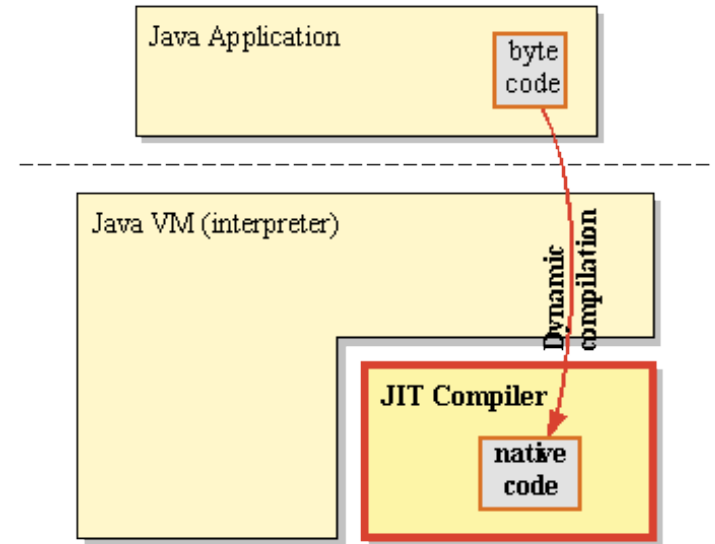 Java Application
byte
code
Java VM (interpreter)
Dynamic
compilation
JIT Compiler
native
code